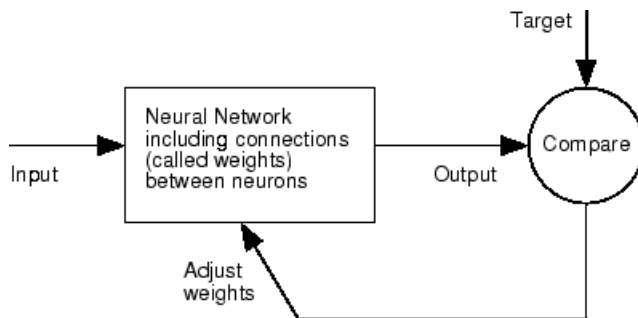 Target
Neural Network
including connections
(called weights)
between neurons
Compare
Input
Output
Adjust
weights